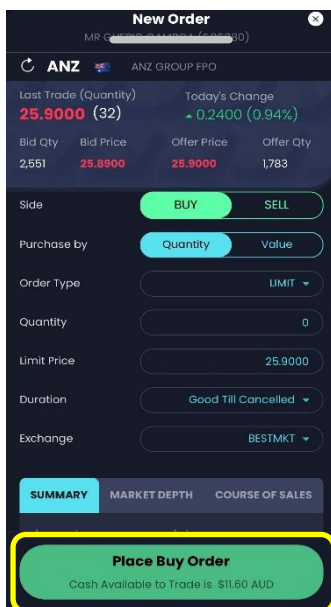 New Order
MR
ANZ ANZ GROUP FPO
Last Trade (Quantity) Today's Change
25.9000 (32) 0.2400 (0.94%)
Bid Qty Bid Price Offer Price Offer Qty
2,551 25.8900 25.9000 1,783
Side BUY SELL
Purchase by Quantity Value
Order Type LIMIT
Quantity 0
Limit Price 25.9000
Duration Good Till Cancelled
Exchange BESTMKT
SUMMARY MARKET DEPTH COURSE OF SALES
Place Buy Order
Cash Available to Trade is $11.60 AUD